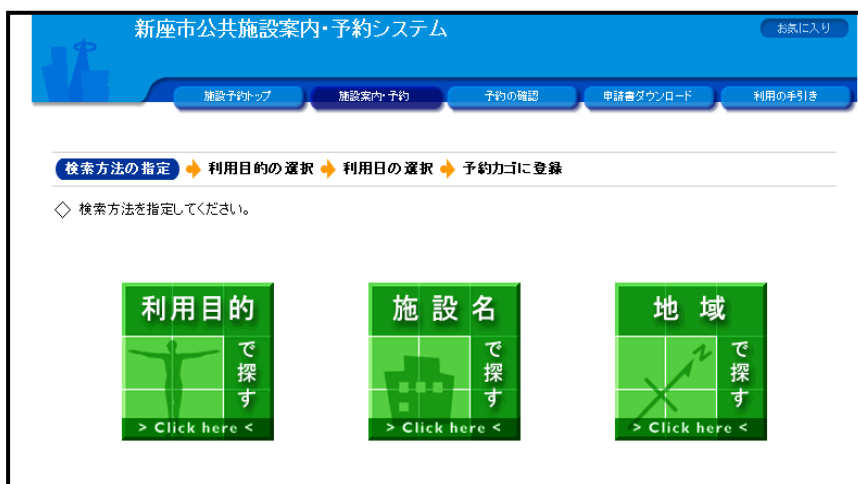 新座市公共施設案内・予約システム
お気に入り
施設予約トップ 施設案内・予約 予約の確認 申請書ダウンロード 利用の手引き
検索方法の指定 利用目的の選択 利用日の選択 予約カゴに登録
◇ 検索方法を指定してください。
利用目的
で探す
> Click here <
施設名
で探す
> Click here <
地域
N
で探す
> Click here <